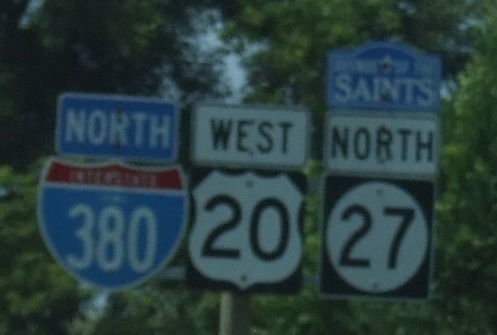 NORTH
INTERSTATE
380
WEST
20
SAINTS
NORTH
27